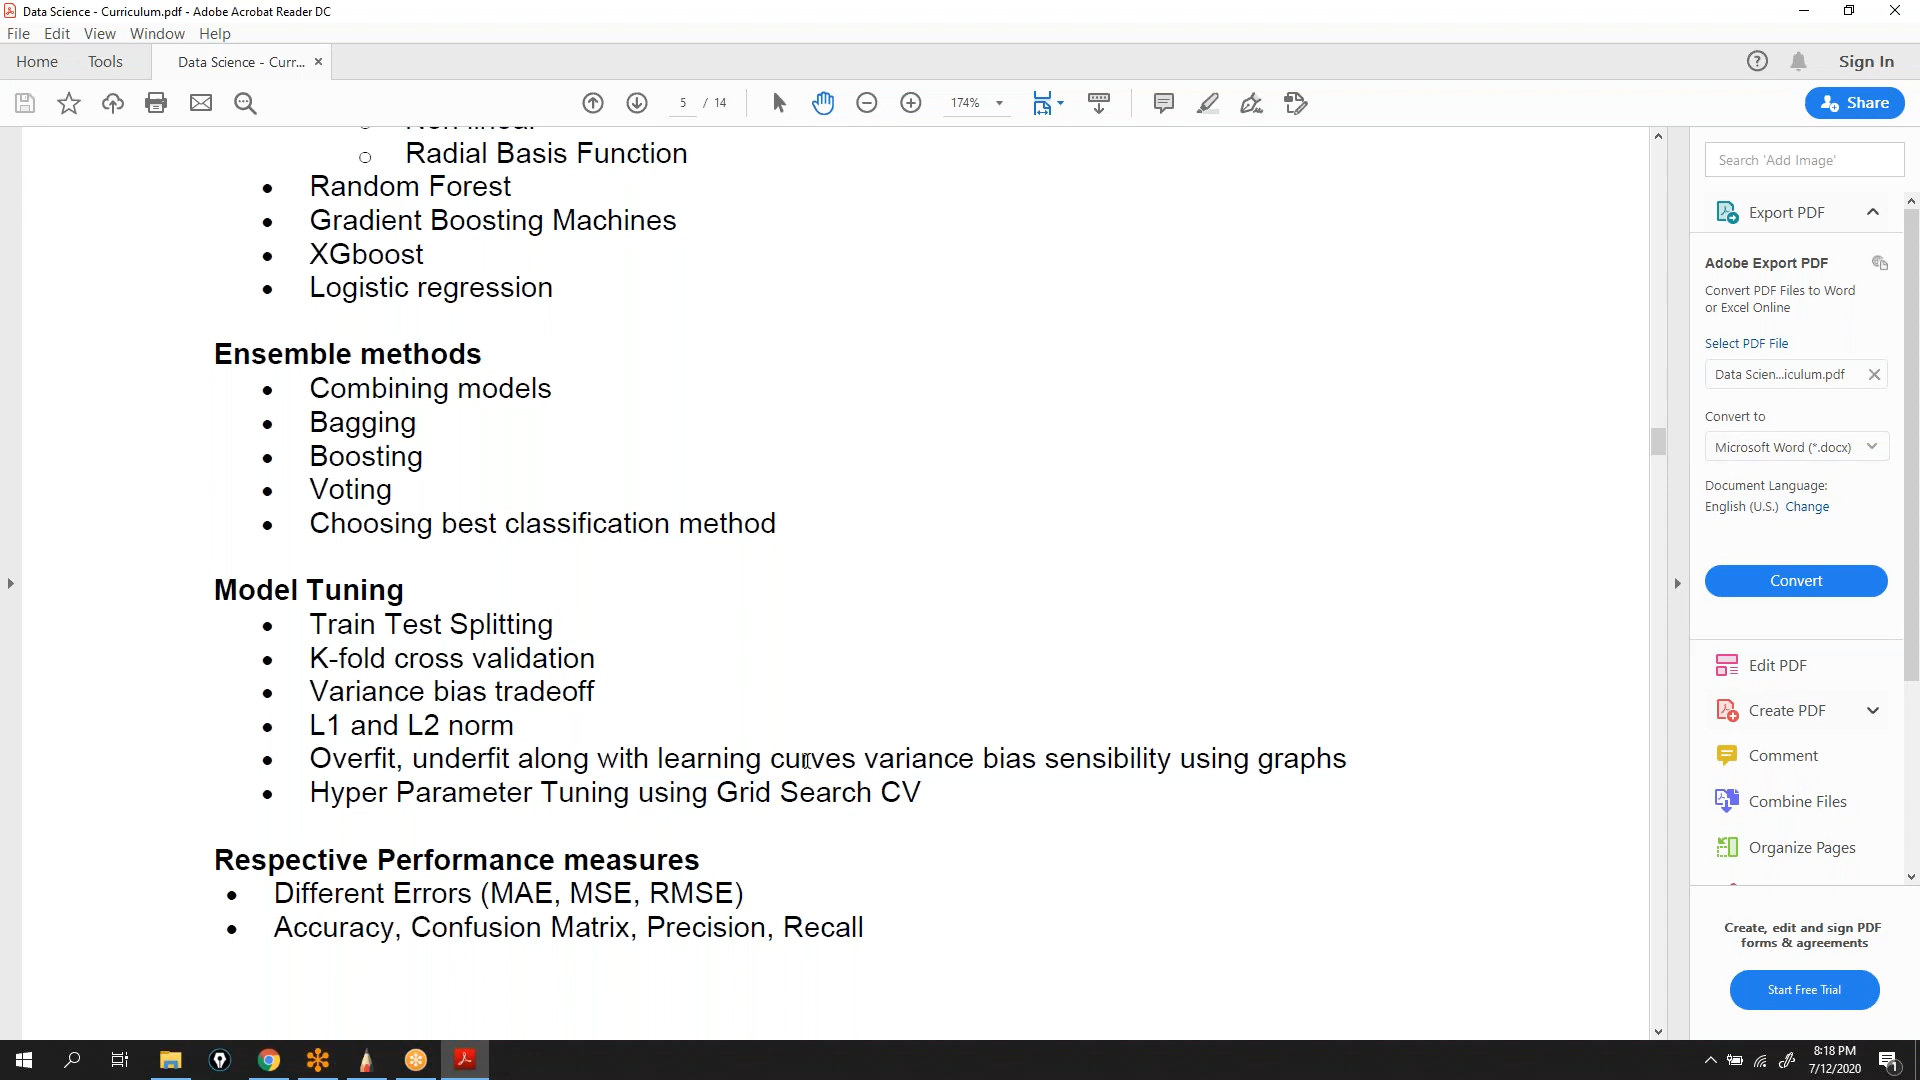 Data Science - Curriculum.pdf - Adobe Acrobat Reader DC
File Edit View Window Help
Home Tools Data Science - Curr... × Sign In
5 / 14 174% Share
Non linear
○ Radial Basis Function
• Random Forest
• Gradient Boosting Machines
• XGboost
• Logistic regression
Ensemble methods
• Combining models
• Bagging
• Boosting
• Voting
• Choosing best classification method
Model Tuning
• Train Test Splitting
• K-fold cross validation
• Variance bias tradeoff
• L1 and L2 norm
• Overfit, underfit along with learning curves variance bias sensibility using graphs
• Hyper Parameter Tuning using Grid Search CV
Respective Performance measures
• Different Errors (MAE, MSE, RMSE)
• Accuracy, Confusion Matrix, Precision, Recall
Search 'Add Image'
Export PDF
Adobe Export PDF
Convert PDF Files to Word
or Excel Online
Select PDF File
Data Scien...iculum.pdf
Convert to
Microsoft Word (*.docx)
Document Language:
English (U.S.) Change
Convert
Edit PDF
Create PDF
Comment
Combine Files
Organize Pages
Create, edit and sign PDF
forms & agreements
Start Free Trial
8:18 PM
7/12/2020
1